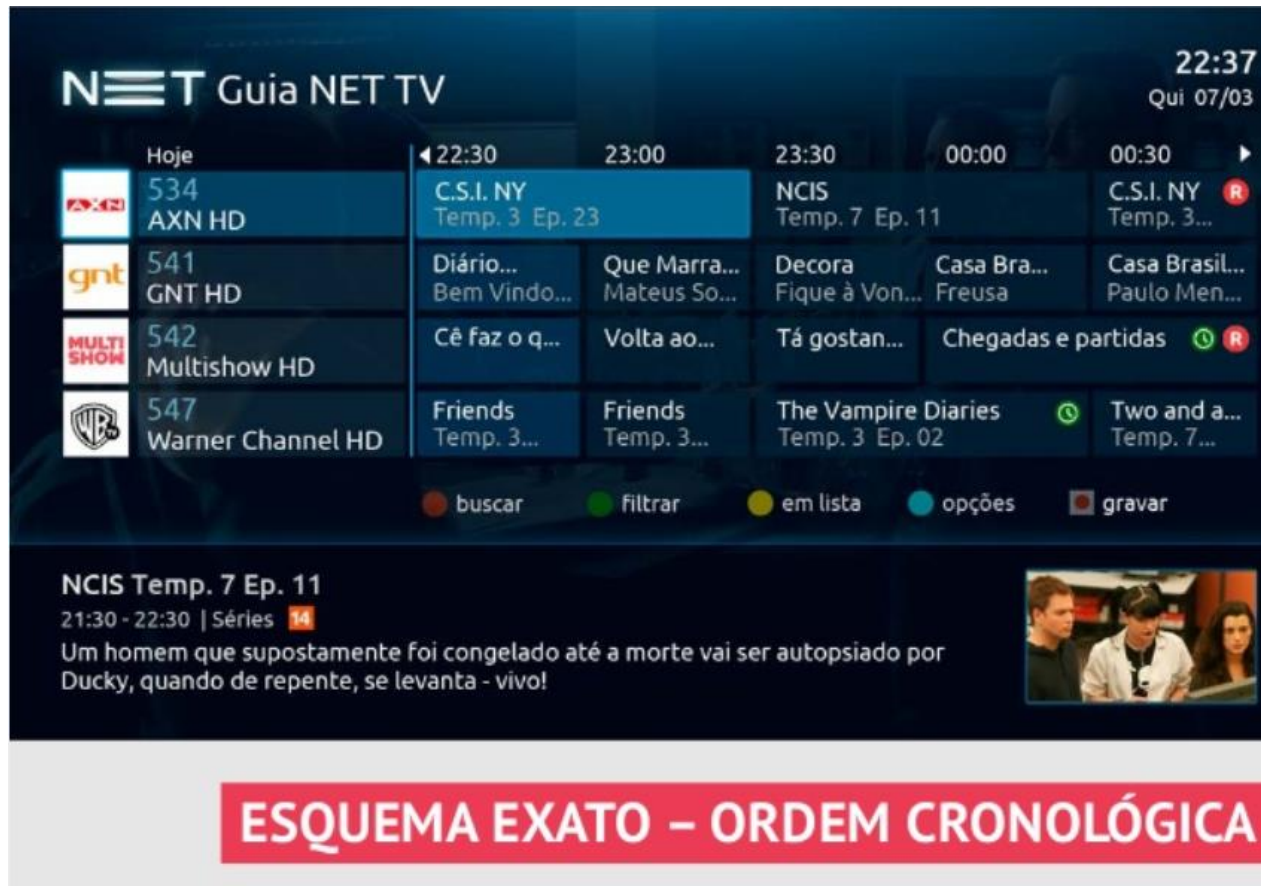 NET Guia NET TV
22:37
Qui 07/03
Hoje 22:30 23:00 23:30 00:00 00:30
AXN 534 AXN HD
C.S.I. NY Temp. 3 Ep. 23
NCIS Temp. 7 Ep. 11
C.S.I. NY R Temp. 3...
gnt 541 GNT HD
Diário... Bem Vindo...
Que Marra... Mateus So...
Decora Fique à Von...
Casa Bra... Freusa
Casa Brasil... Paulo Men...
MULTI SHOW 542 Multishow HD
Cê faz o q...
Volta ao...
Tá gostan...
Chegadas e partidas R
WB TV 547 Warner Channel HD
Friends Temp. 3...
Friends Temp. 3...
The Vampire Diaries Temp. 3 Ep. 02
Two and a... Temp. 7...
buscar filtrar em lista opções gravar
NCIS Temp. 7 Ep. 11
21:30 - 22:30 | Séries 14
Um homem que supostamente foi congelado até a morte vai ser autopsiado por
Ducky, quando de repente, se levanta - vivo!
ESQUEMA EXATO – ORDEM CRONOLÓGICA